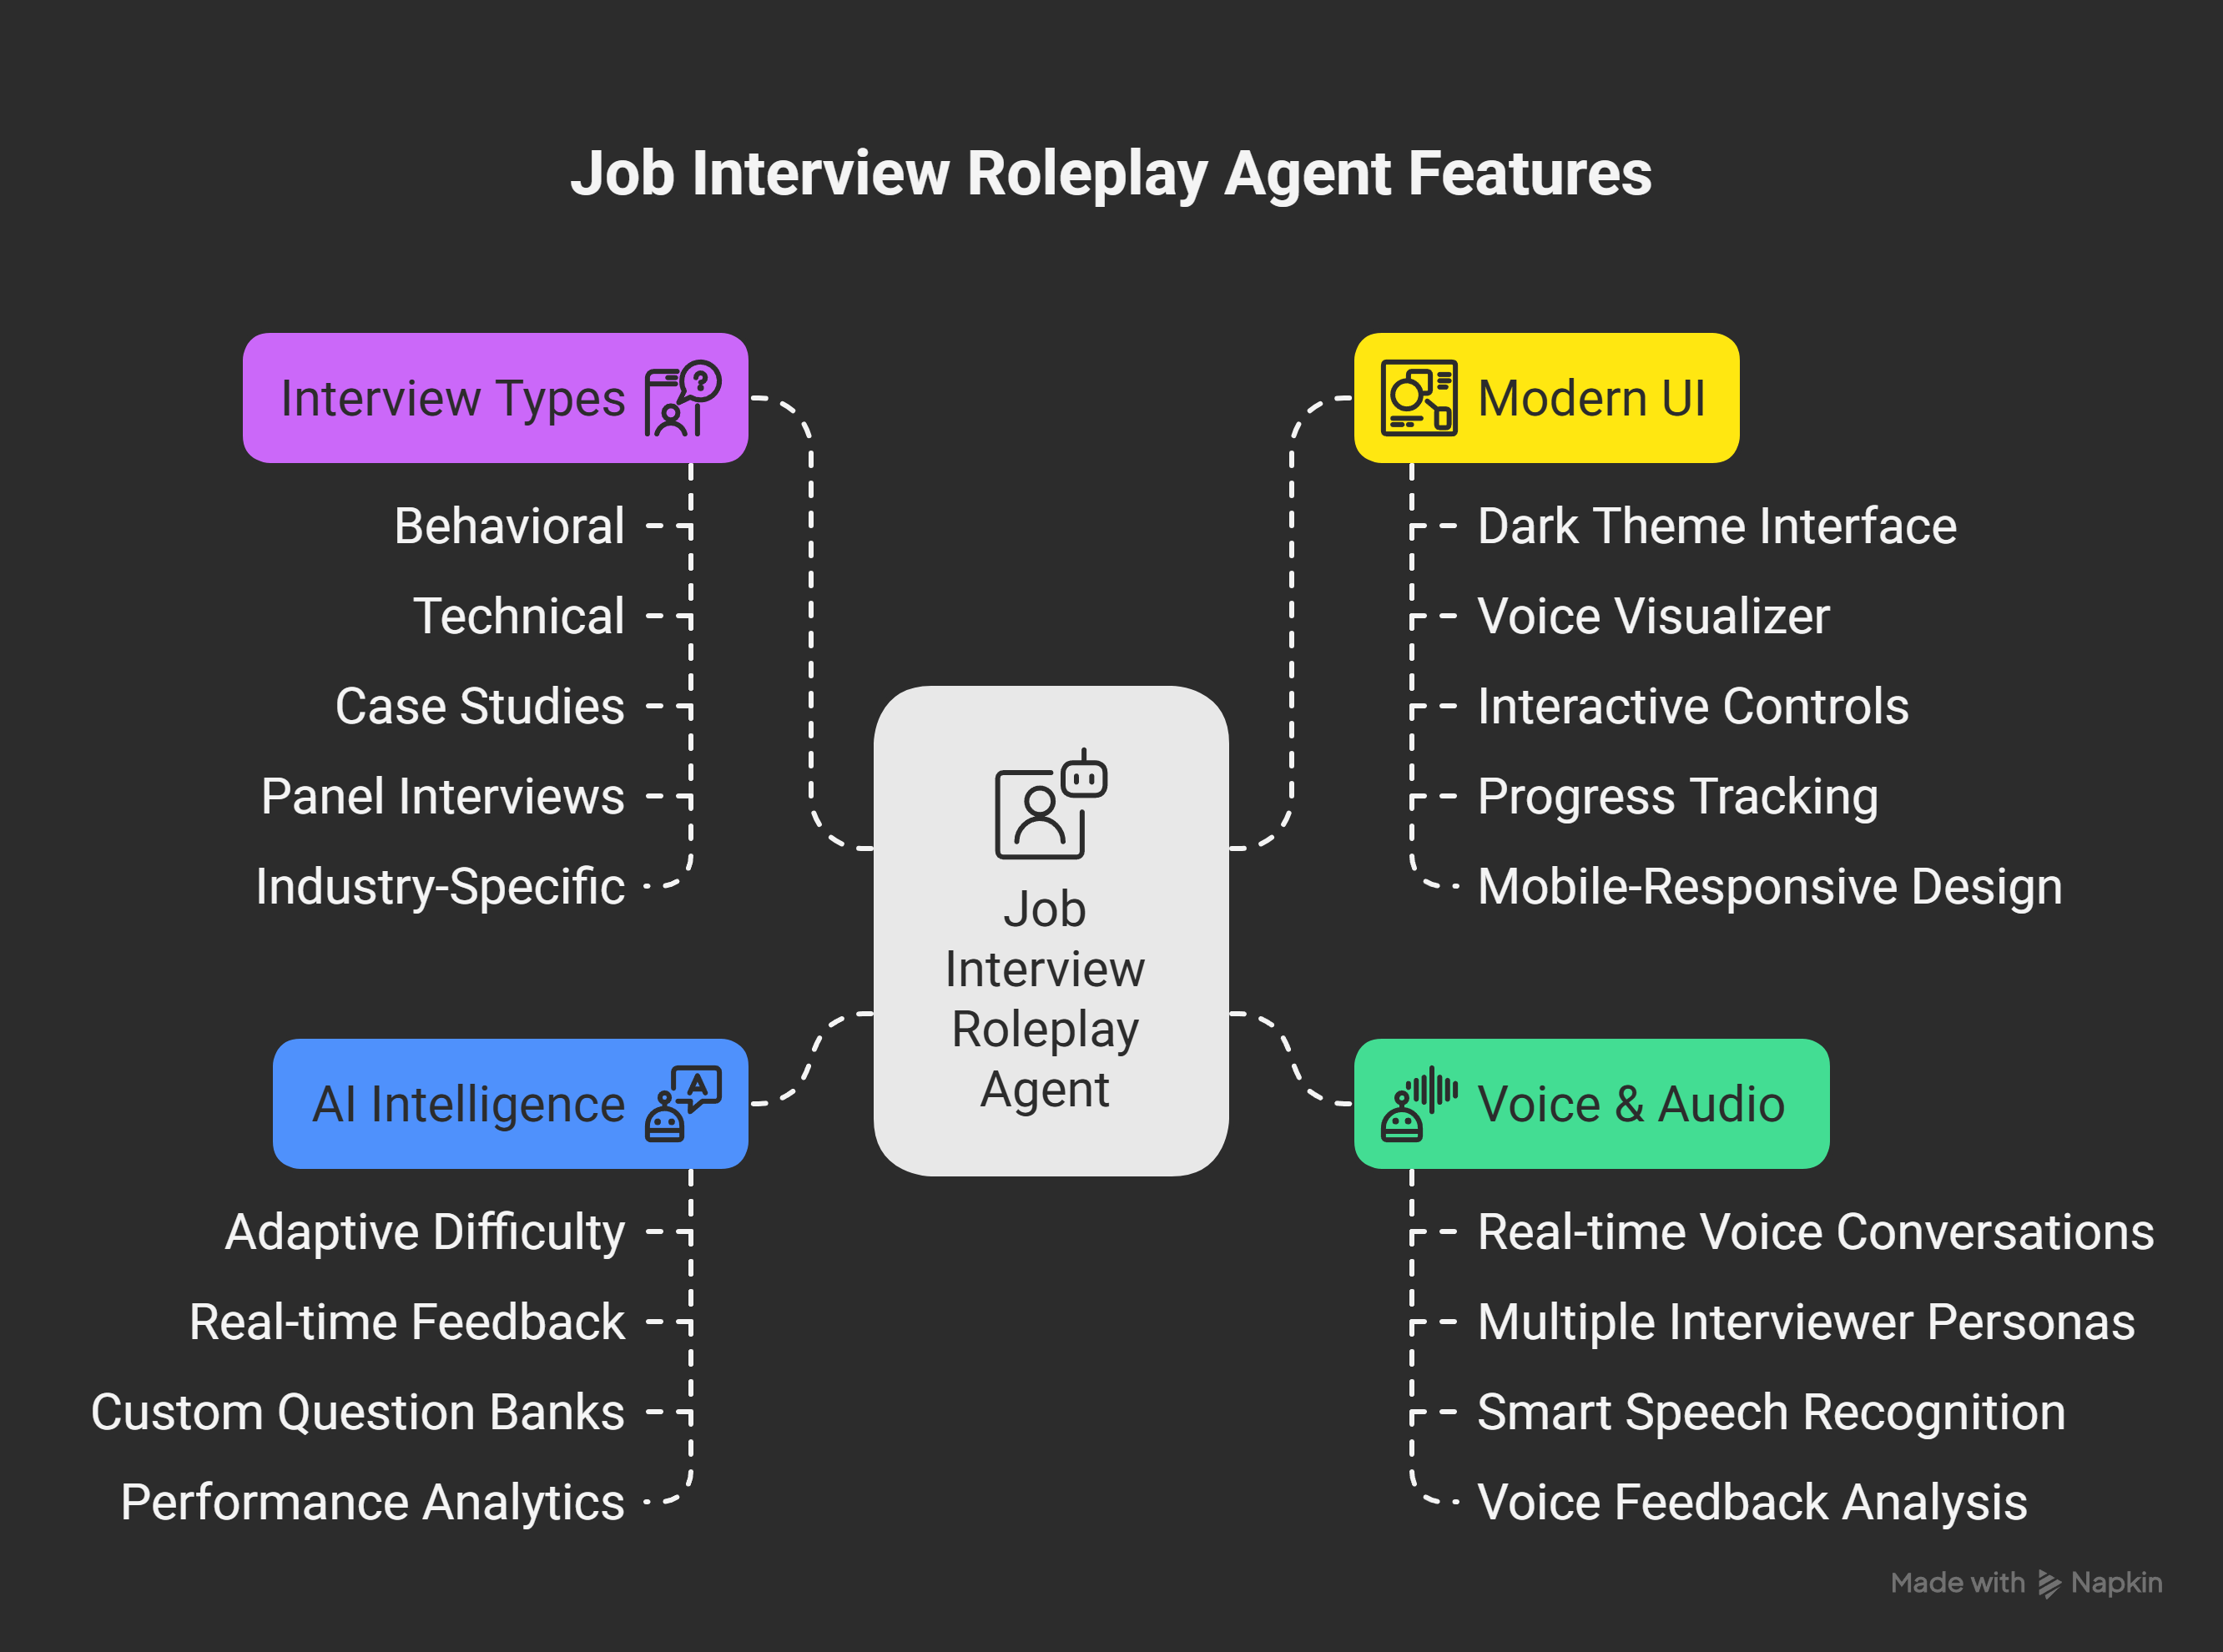 Job Interview Roleplay Agent Features
Interview Types
Behavioral
Technical
Case Studies
Panel Interviews
Industry-Specific
Modern UI
Dark Theme Interface
Voice Visualizer
Interactive Controls
Progress Tracking
Mobile-Responsive Design
Job
Interview
Roleplay
Agent
AI Intelligence
A
Adaptive Difficulty
Real-time Feedback
Custom Question Banks
Performance Analytics
Voice & Audio
Real-time Voice Conversations
Multiple Interviewer Personas
Smart Speech Recognition
Voice Feedback Analysis
Made with Napkin